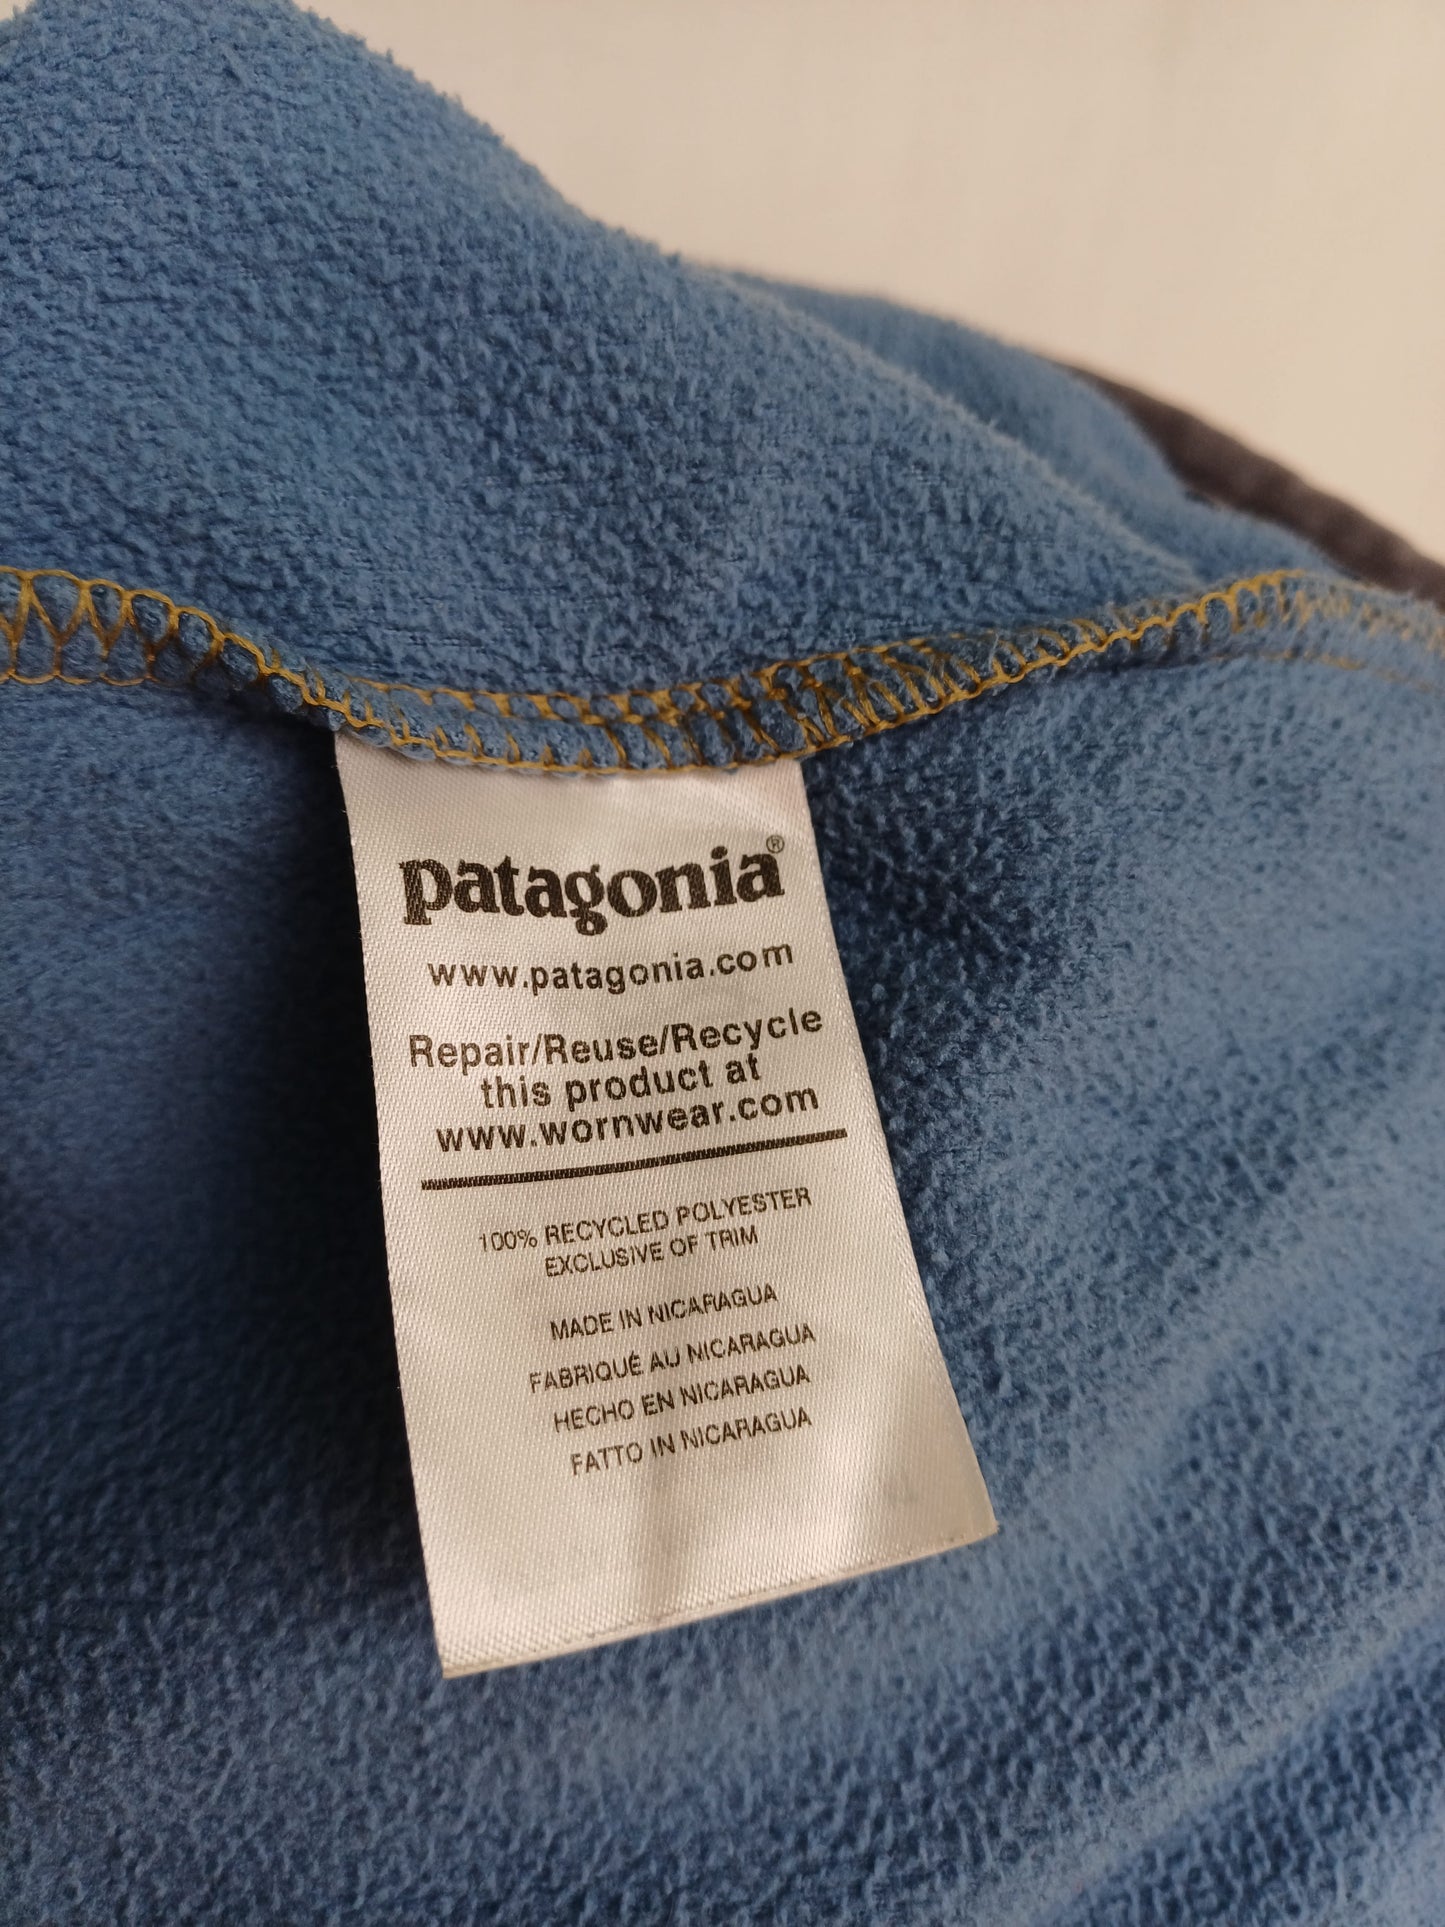 patagonia®
www.patagonia.com
Repair/Reuse/Recycle
this product at
www.wornwear.com
100% RECYCLED POLYESTER
EXCLUSIVE OF TRIM
MADE IN NICARAGUA
FABRIQUÉ AU NICARAGUA
HECHO EN NICARAGUA
FATTO IN NICARAGUA